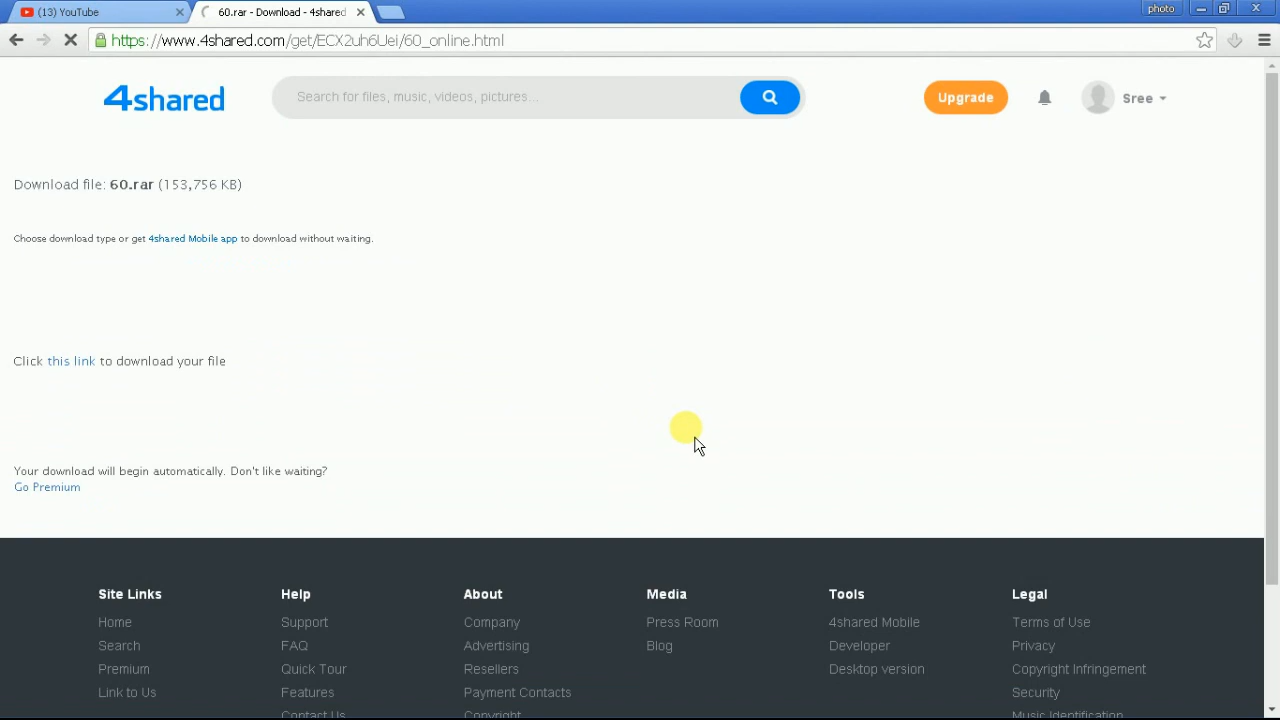 (13) YouTube
60.rar - Download - 4shared
photo
https://www.4shared.com/get/ECX2uh6Uei/60_online.html
4shared
Search for files, music, videos, pictures...
Upgrade
Sree
Download file: 60.rar (153,756 KB)
Choose download type or get 4shared Mobile app to download without waiting.
Click this link to download your file
Your download will begin automatically. Don't like waiting?
Go Premium
Site Links
Help
About
Media
Tools
Legal
Home
Support
Company
Press Room
4shared Mobile
Terms of Use
Search
FAQ
Advertising
Blog
Developer
Privacy
Premium
Quick Tour
Resellers
Desktop version
Copyright Infringement
Link to Us
Features
Payment Contacts
Security
Contact Us
Copyright
Music Identification